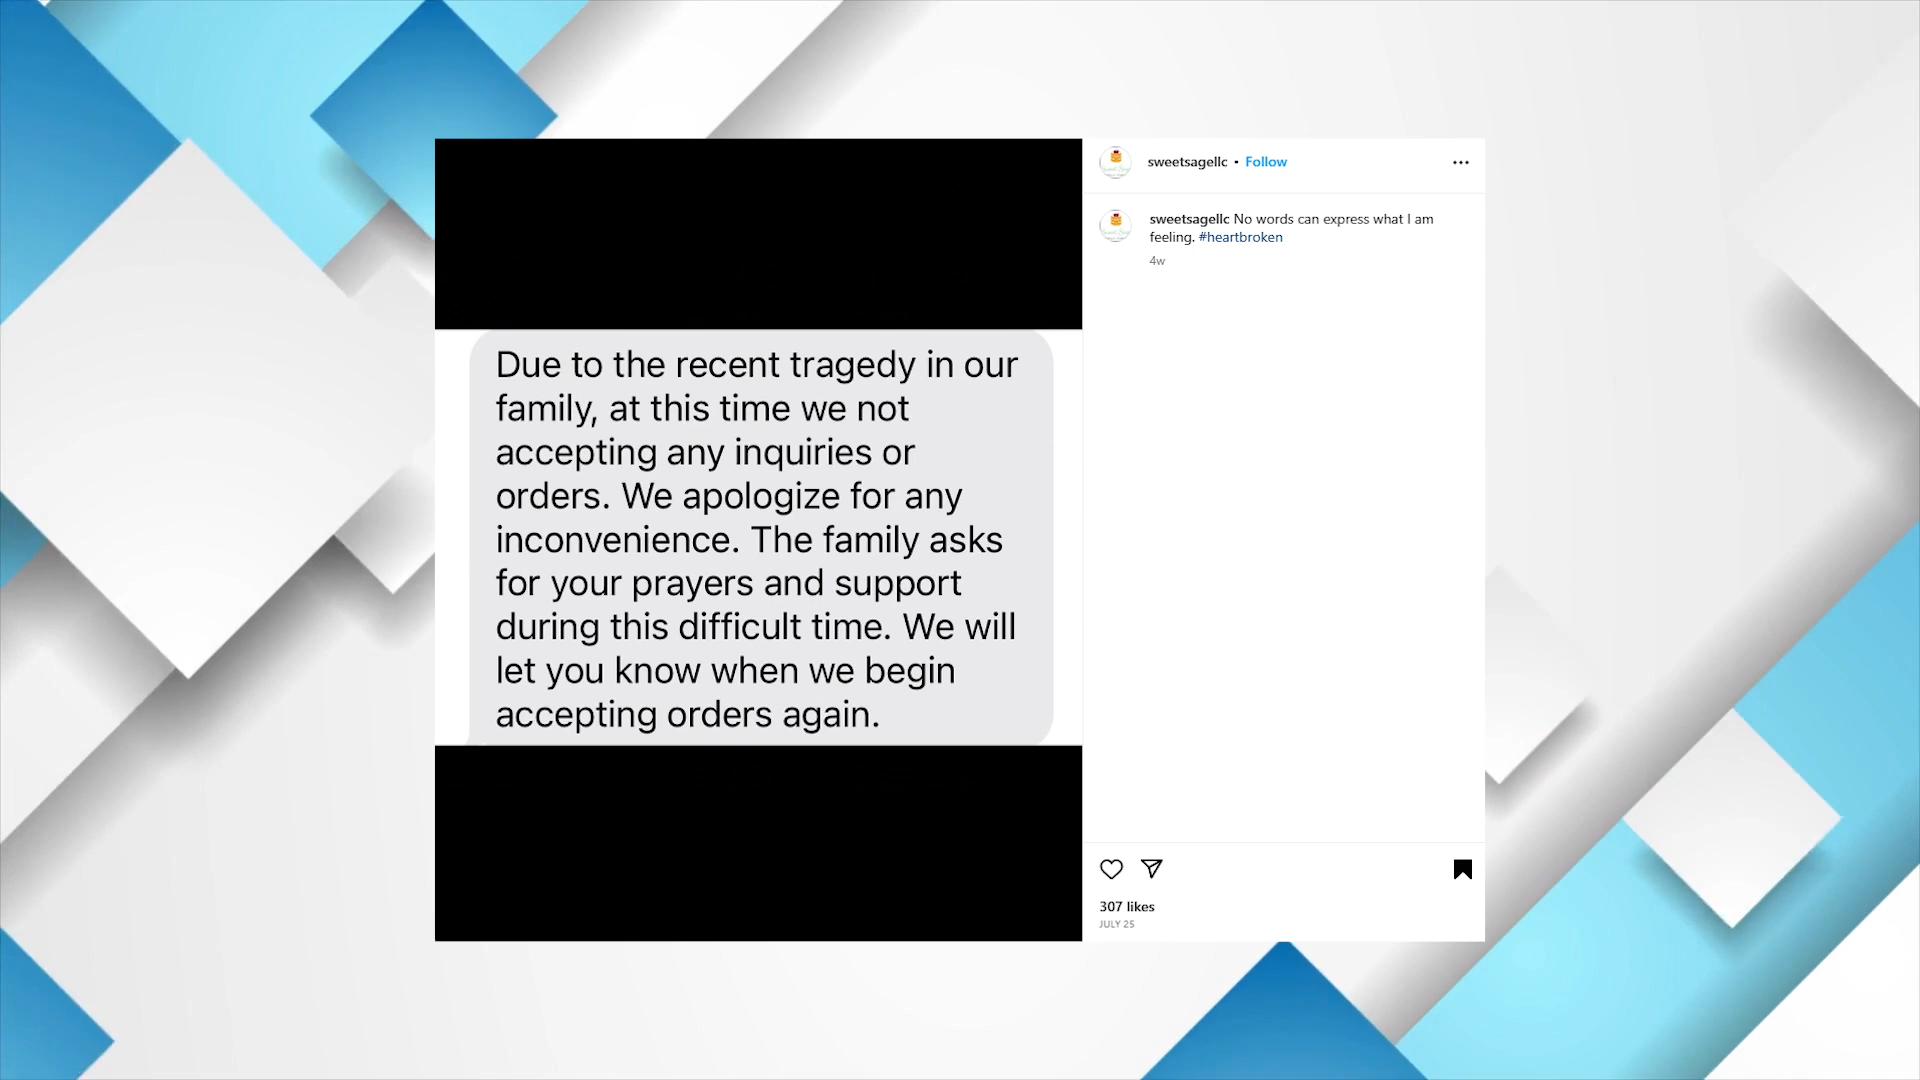 Due to the recent tragedy in our
family, at this time we not
accepting any inquiries or
orders. We apologize for any
inconvenience. The family asks
for your prayers and support
during this difficult time. We will
let you know when we begin
accepting orders again.
sweetsagellc • Follow
sweetsagellc No words can express what I am
feeling. #heartbroken
4w
307 likes
JULY 25